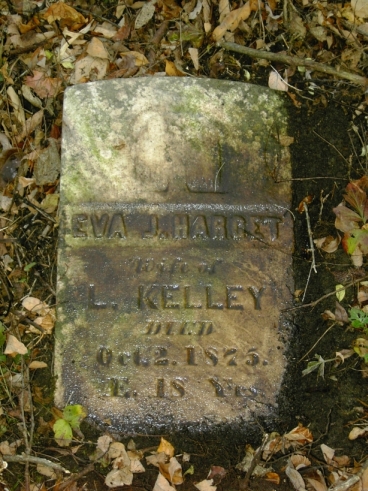 EVA J. HARRET
Wife of
L. KELLEY
DIED
Oct. 2. 1875.
Æ. 18 Yrs.